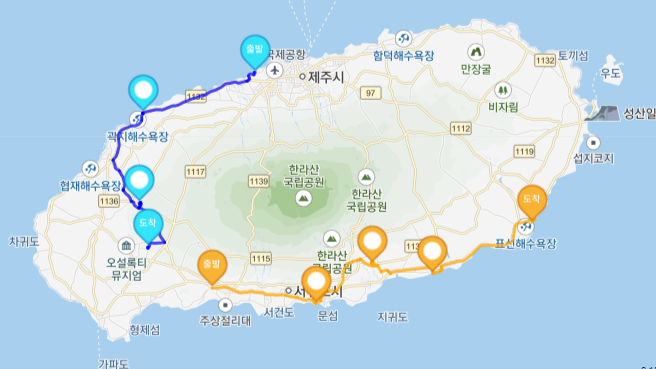 출발
국제공항
제주시
함덕해수욕장
만장굴
1132
토끼섬
우도
비자림
97
1132
곽지해수욕장
1112
성산일
1119
섭지코지
한라산
국립공원
한라산
국립공원
1117
1139
협재해수욕장
1136
도착
도착
차귀도
오설록티
뮤지엄
표선해수욕장
한라산
국립공원
1115
출발
서귀포시
주상절리대
서건도
문섬
지귀도
형제섬
가파도